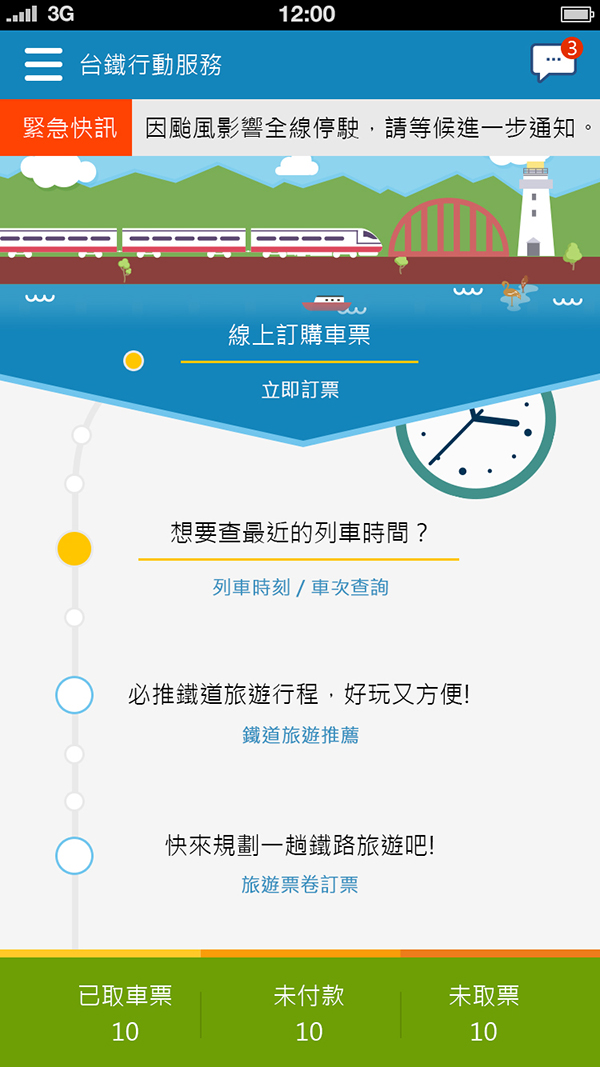 3G 12:00
台鐵行動服務
3
緊急快訊 因颱風影響全線停駛，請等候進一步通知。
線上訂購車票
立即訂票
想要查最近的列車時間？
列車時刻 / 車次查詢
必推鐵道旅遊行程，好玩又方便!
鐵道旅遊推薦
快來規劃一趟鐵路旅遊吧!
旅遊票卷訂票
已取車票 未付款 未取票
10 10 10